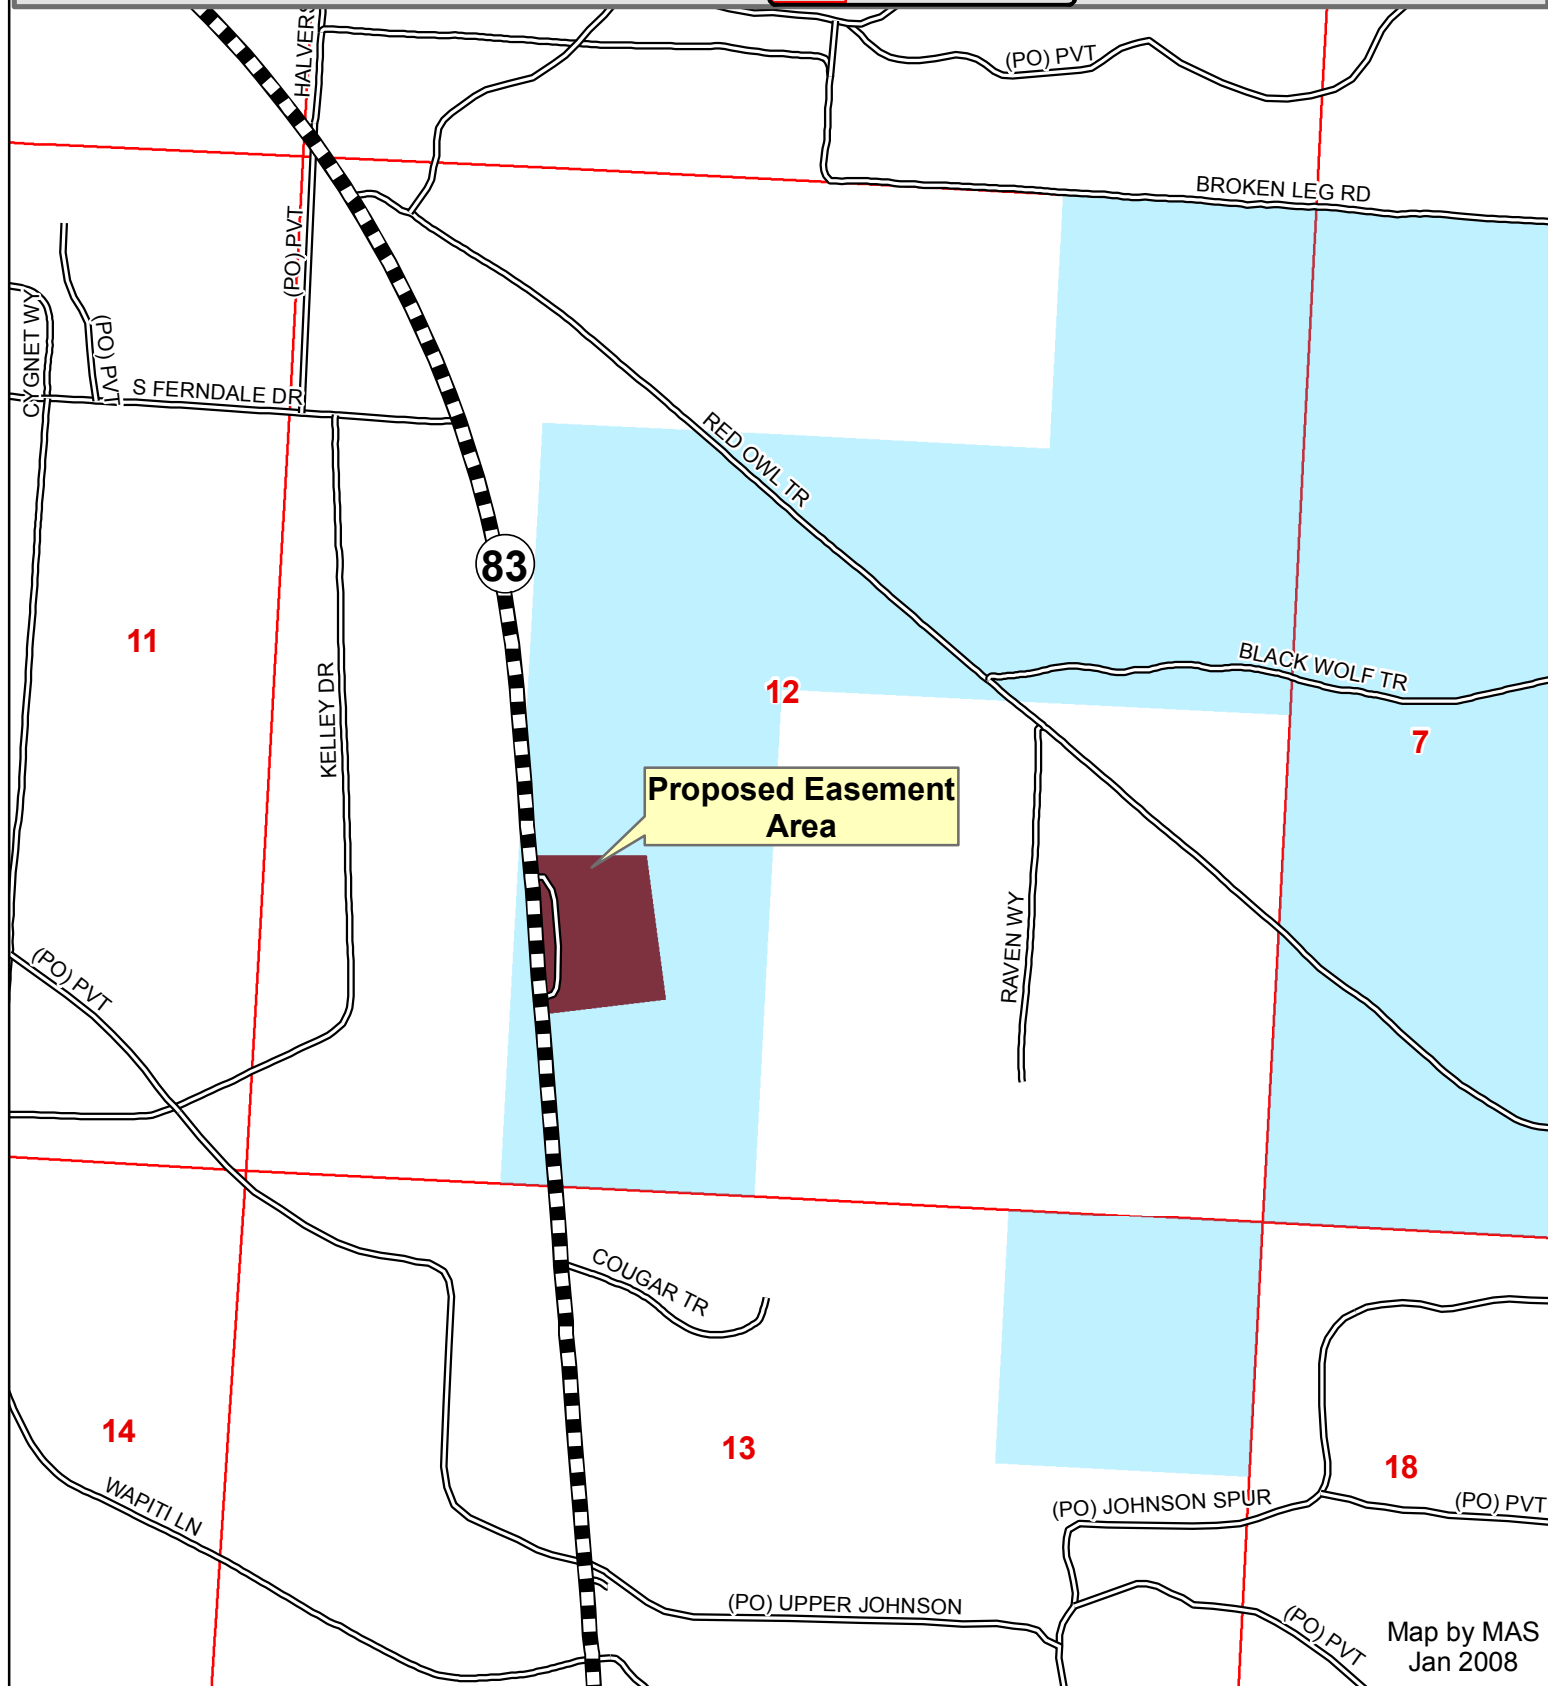 HALVERS
(PO) PVT
BROKEN LEG RD
(PO) PVT
CYGNET WY
(PO) PVT
S FERNDALE DR
RED OWL TR
83
11
KELLEY DR
12
BLACK WOLF TR
7
Proposed Easement
Area
RAVEN WY
(PO) PVT
COUGAR TR
14
13
18
WAPITI LN
(PO) JOHNSON SPUR
(PO) PVT
(PO) UPPER JOHNSON
(PO) PVT
Map by MAS
Jan 2008